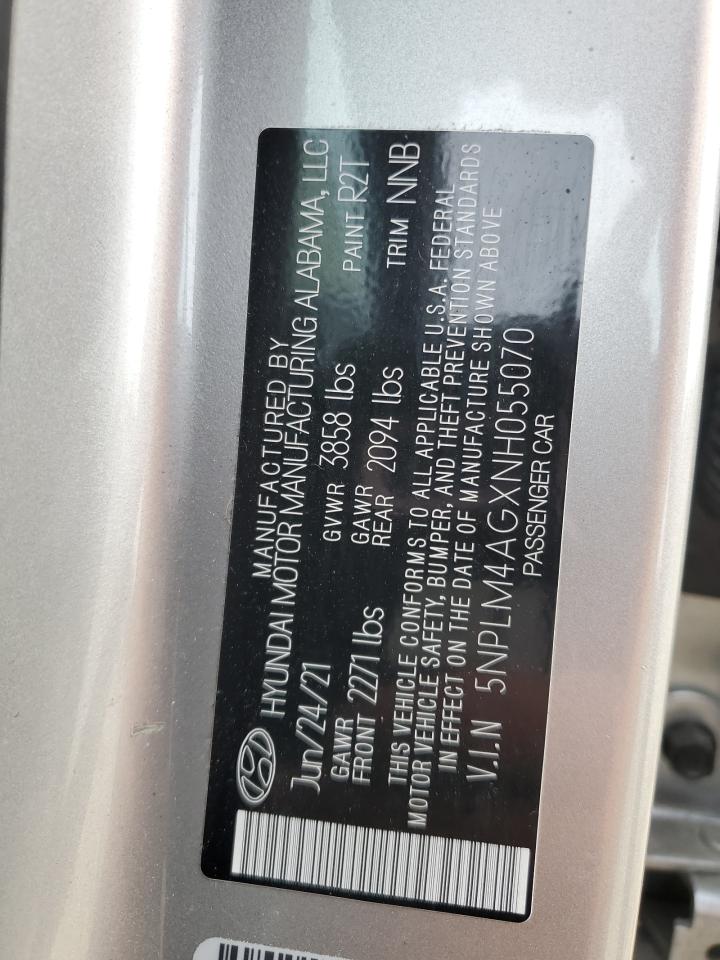 MANUFACTURED BY
HYUNDAI MOTOR MANUFACTURING ALABAMA, LLC
Jun/24/21 GVWR 3858 lbs PAINT R2T
GAWR FRONT 2271 lbs GAWR REAR 2094 lbs TRIM NNB
THIS VEHICLE CONFORMS TO ALL APPLICABLE U.S.A. FEDERAL
MOTOR VEHICLE SAFETY, BUMPER, AND THEFT PREVENTION STANDARDS
IN EFFECT ON THE DATE OF MANUFACTURE SHOWN ABOVE
V.I.N 5NPLM4AGXNH055070
PASSENGER CAR